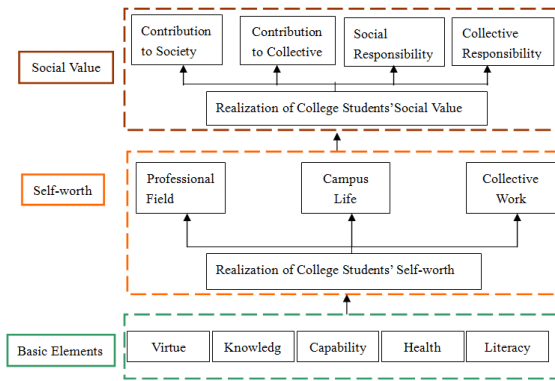 Social Value
Contribution
to Society
Contribution
to Collective
Social
Responsibility
Collective
Responsibility
Realization of College Students'Social Value
Self-worth
Professional
Field
Campus
Life
Collective
Work
Realization of College Students' Self-worth
Basic Elements
Virtue
Knowledg
Capability
Health
Literacy